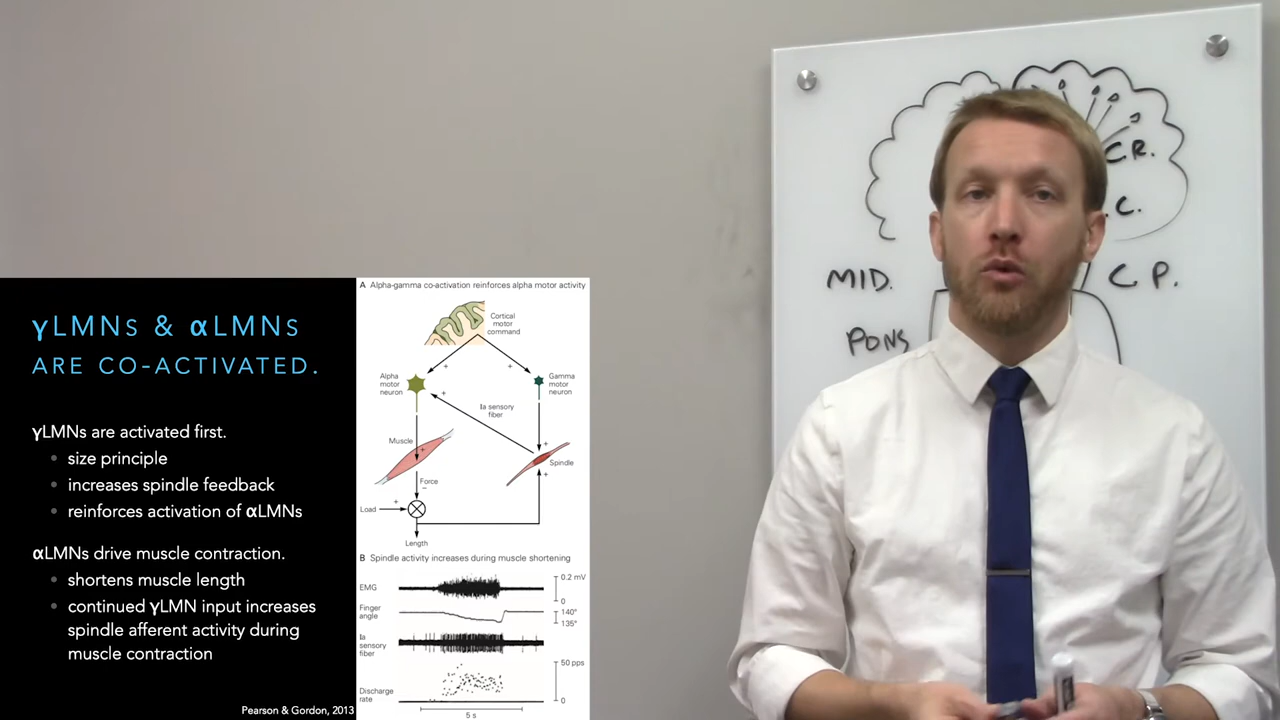 γLMNs & αLMNs
ARE CO-ACTIVATED.
γLMNs are activated first.
• size principle
• increases spindle feedback
• reinforces activation of αLMNs
αLMNs drive muscle contraction.
• shortens muscle length
• continued γLMN input increases
spindle afferent activity during
muscle contraction
Pearson & Gordon, 2013
A Alpha-gamma co-activation reinforces alpha motor activity
Cortical
motor
command
+ +
Alpha
motor
neuron
+
Gamma
motor
neuron
Ia sensory
fiber
Muscle
+
+
Spindle
+
Force
−
Load
+
Length
B Spindle activity increases during muscle shortening
EMG
0.2 mV
0
Finger
angle
140°
135°
Ia
sensory
fiber
50 pps
Discharge
rate
0
5 s
C.R.
.C.
MID.
C P.
PONS